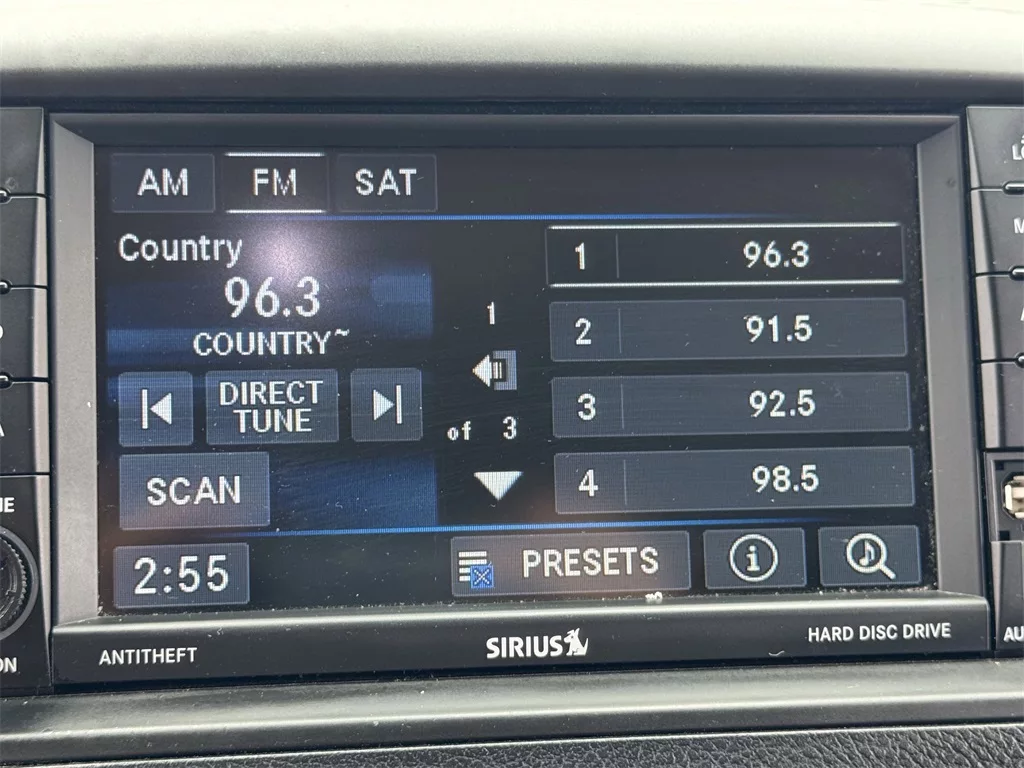 AM FM SAT
Country
96.3
COUNTRY~
DIRECT
TUNE
SCAN
1
of 3
1 96.3
2 91.5
3 92.5
4 98.5
2:55
PRESETS
i
ANTITHEFT
SIRIUS
HARD DISC DRIVE